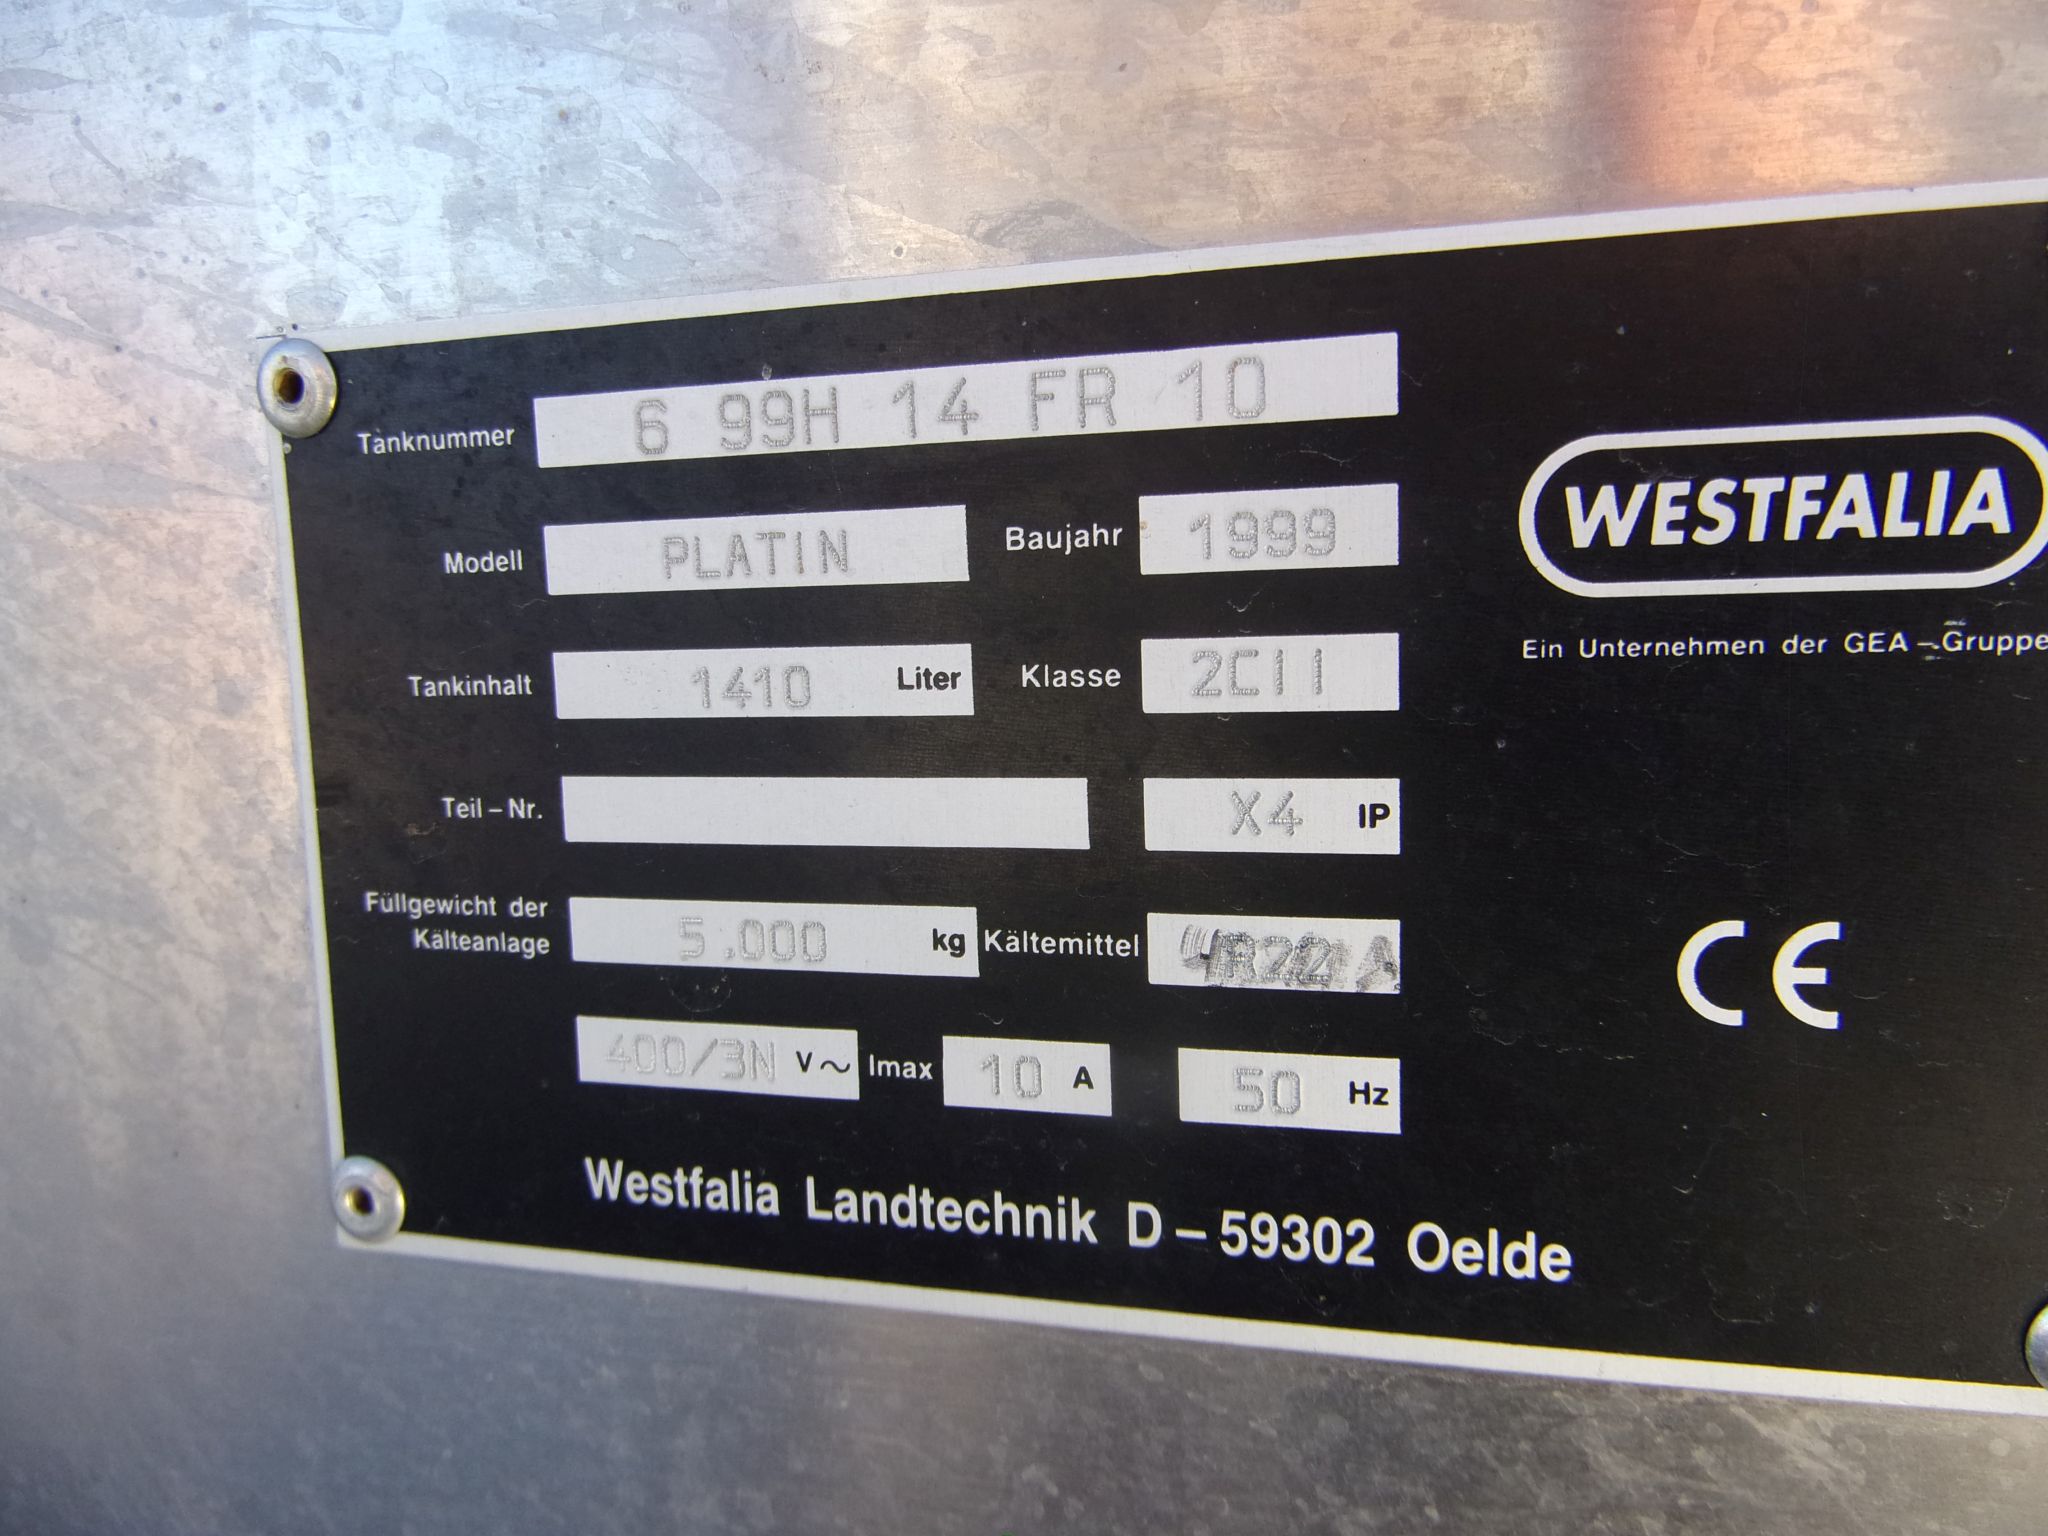 Tanknummer 6 99H 14 FR 10
Modell PLATIN Baujahr 1999
WESTFALIA
Ein Unternehmen der GEA-Gruppe
Tankinhalt 1410 Liter Klasse 2CII
Teil-Nr. X4 IP
Füllgewicht der
Kälteanlage 5.000 kg Kältemittel
400/3N V~ Imax 10 A 50 Hz
CE
Westfalia Landtechnik D-59302 Oelde